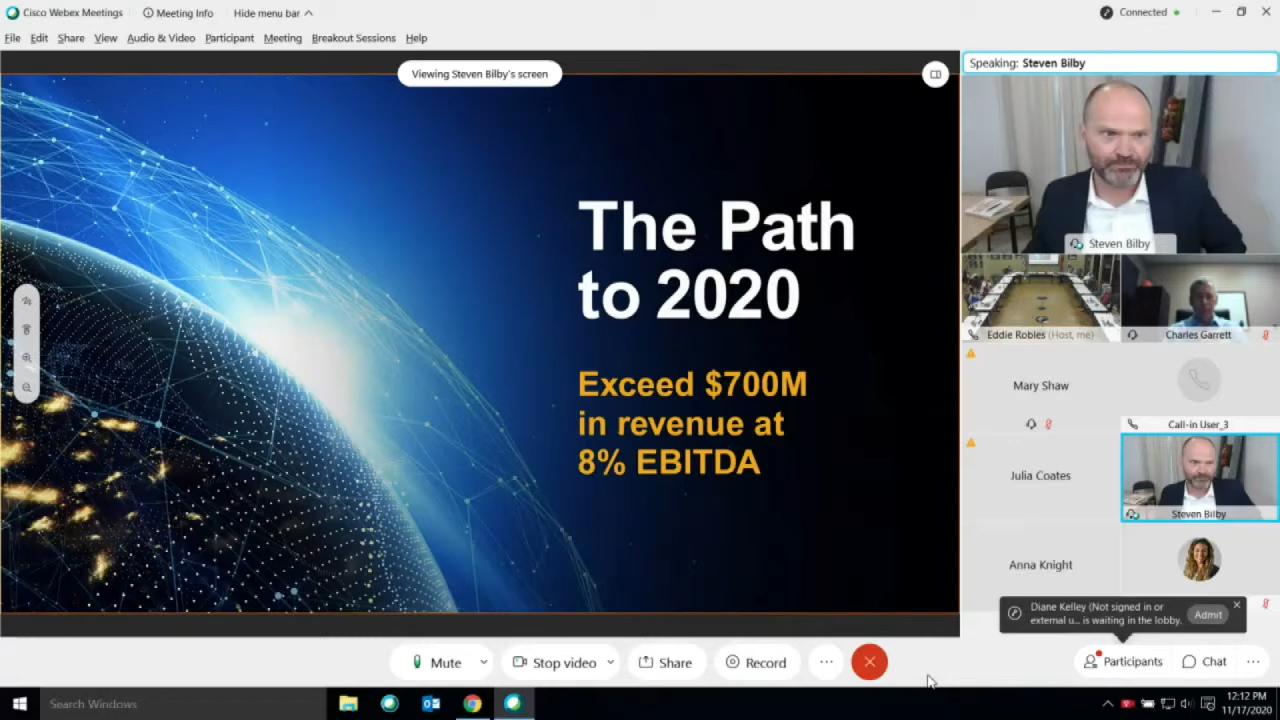 Cisco Webex Meetings
Meeting Info
Hide menu bar
Connected
File Edit Share View Audio & Video Participant Meeting Breakout Sessions Help
Viewing Steven Bilby's screen
Speaking: Steven Bilby
The Path
to 2020
Exceed $700M
in revenue at
8% EBITDA
Steven Bilby
Eddie Robles (Host, me)
Charles Garrett
Mary Shaw
Call-in User_3
Julia Coates
Steven Bilby
Anna Knight
Diane Kelley (Not signed in or
external u... is waiting in the lobby.
Admit
Mute
Stop video
Share
Record
Participants
Chat
Search Windows
12:12 PM
11/17/2020